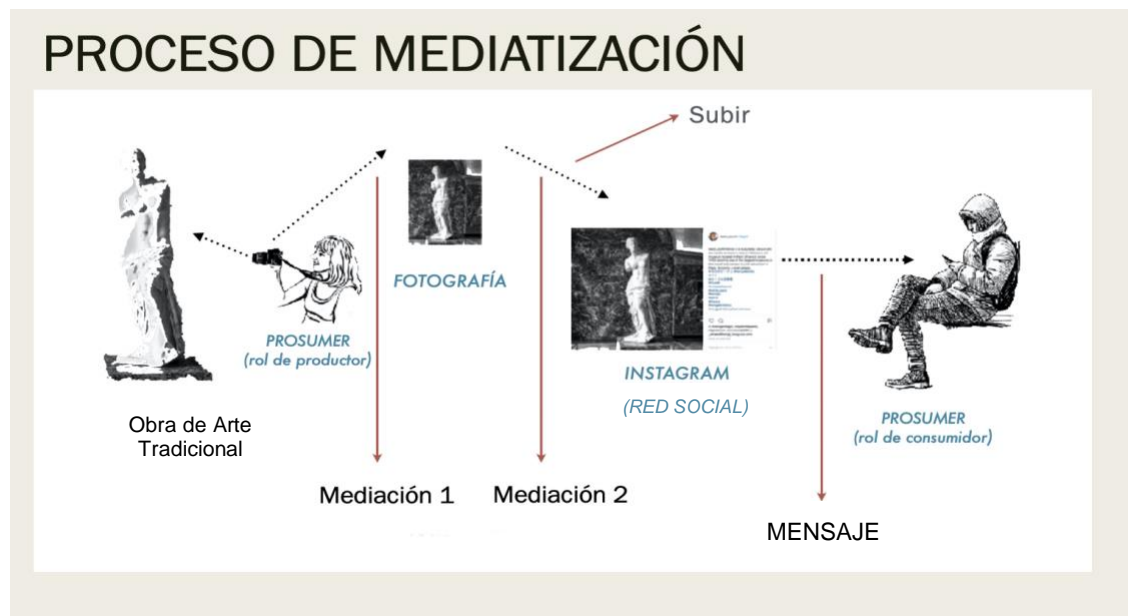 PROCESO DE MEDIATIZACIÓN
Subir
FOTOGRAFÍA
PROSUMER
(rol de productor)
INSTAGRAM
(RED SOCIAL)
Obra de Arte
Tradicional
PROSUMER
(rol de consumidor)
Mediación 1
Mediación 2
MENSAJE